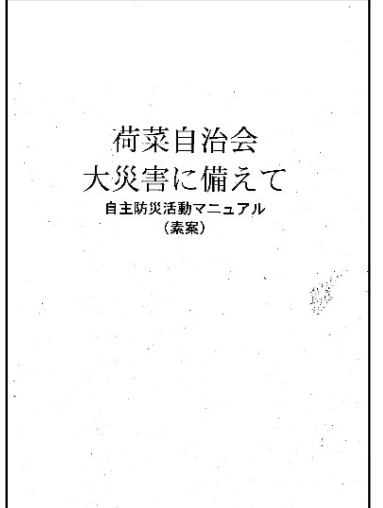 荷菜自治会
大災害に備えて
自主防災活動マニュアル
(素案)